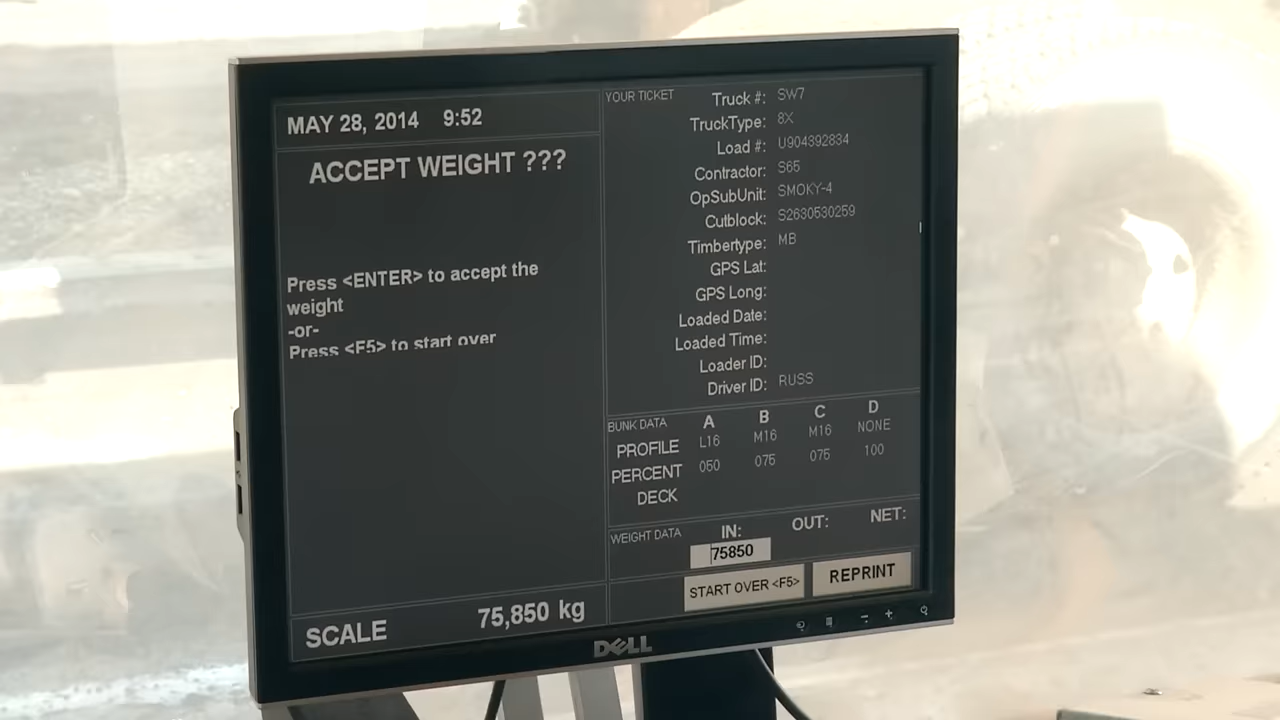 MAY 28, 2014 9:52
ACCEPT WEIGHT ???
Press <ENTER> to accept the
weight
-or-
Press <F5> to start over
SCALE 75,850 kg
YOUR TICKET
Truck #: SW7
TruckType: 8X
Load #: U904392834
Contractor: S65
OpSubUnit: SMOKY-4
Cutblock: S2630530259
Timbertype: MB
GPS Lat:
GPS Long:
Loaded Date:
Loaded Time:
Loader ID:
Driver ID: RUSS
BUNK DATA A B C D
PROFILE L16 M16 M16 NONE
PERCENT 050 075 075 100
DECK
WEIGHT DATA IN: OUT: NET:
75850
START OVER <F5> REPRINT
DELL